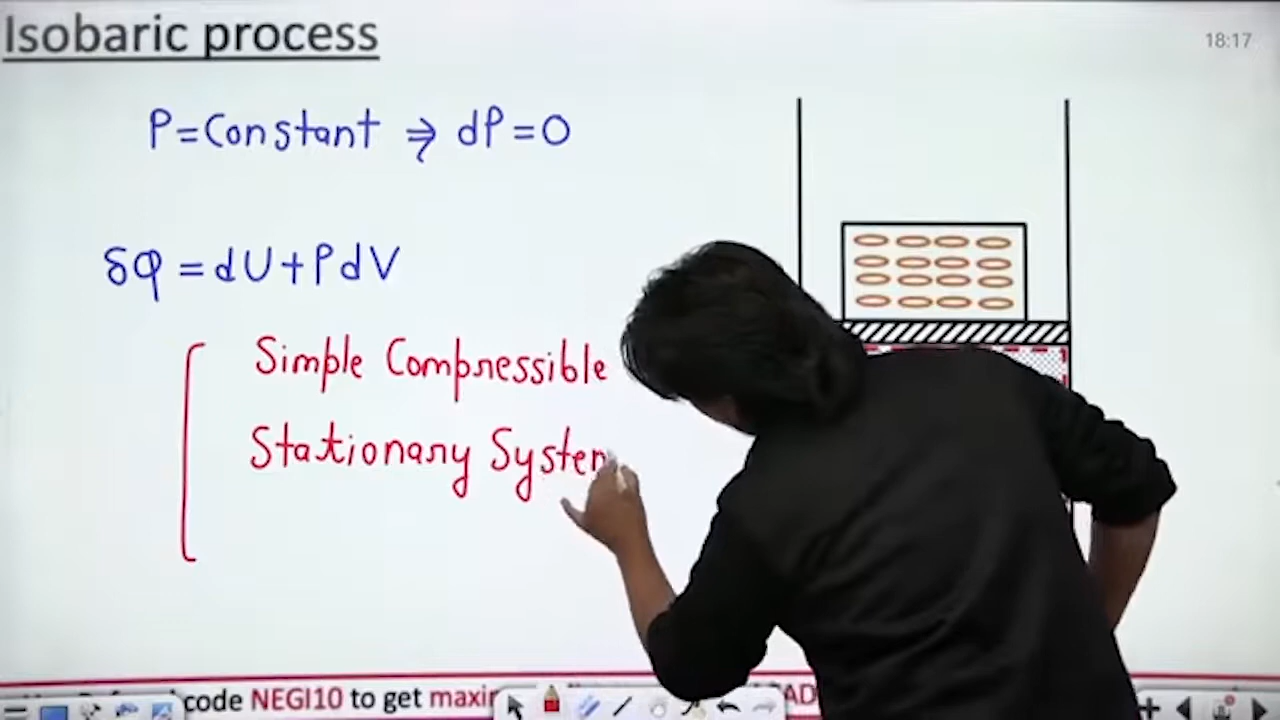 Isobaric process
18:17
P = Constant ⇒ dP = 0
δQ = dU + PdV
Simple Compressible
Stationary System
code NEGI10 to get